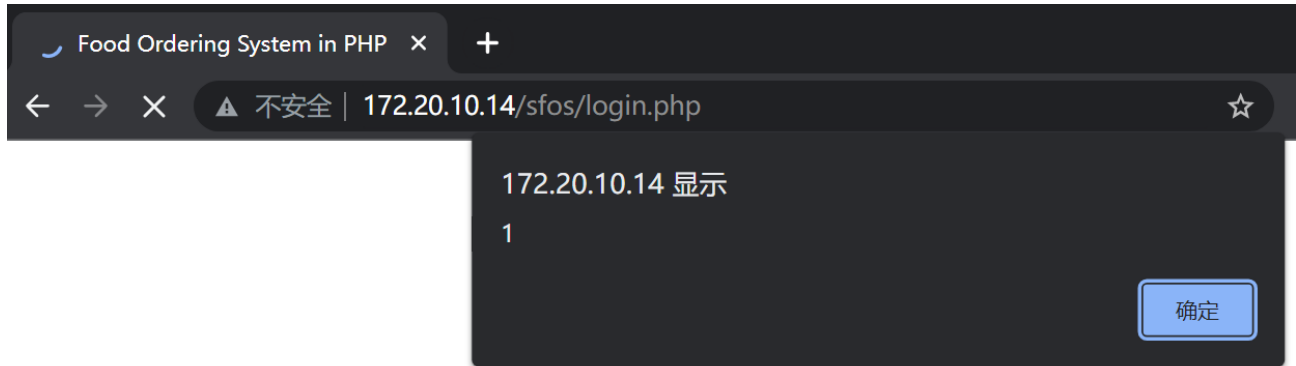 Food Ordering System in PHP
不安全 172.20.10.14/sfos/login.php
172.20.10.14 显示
1
确定